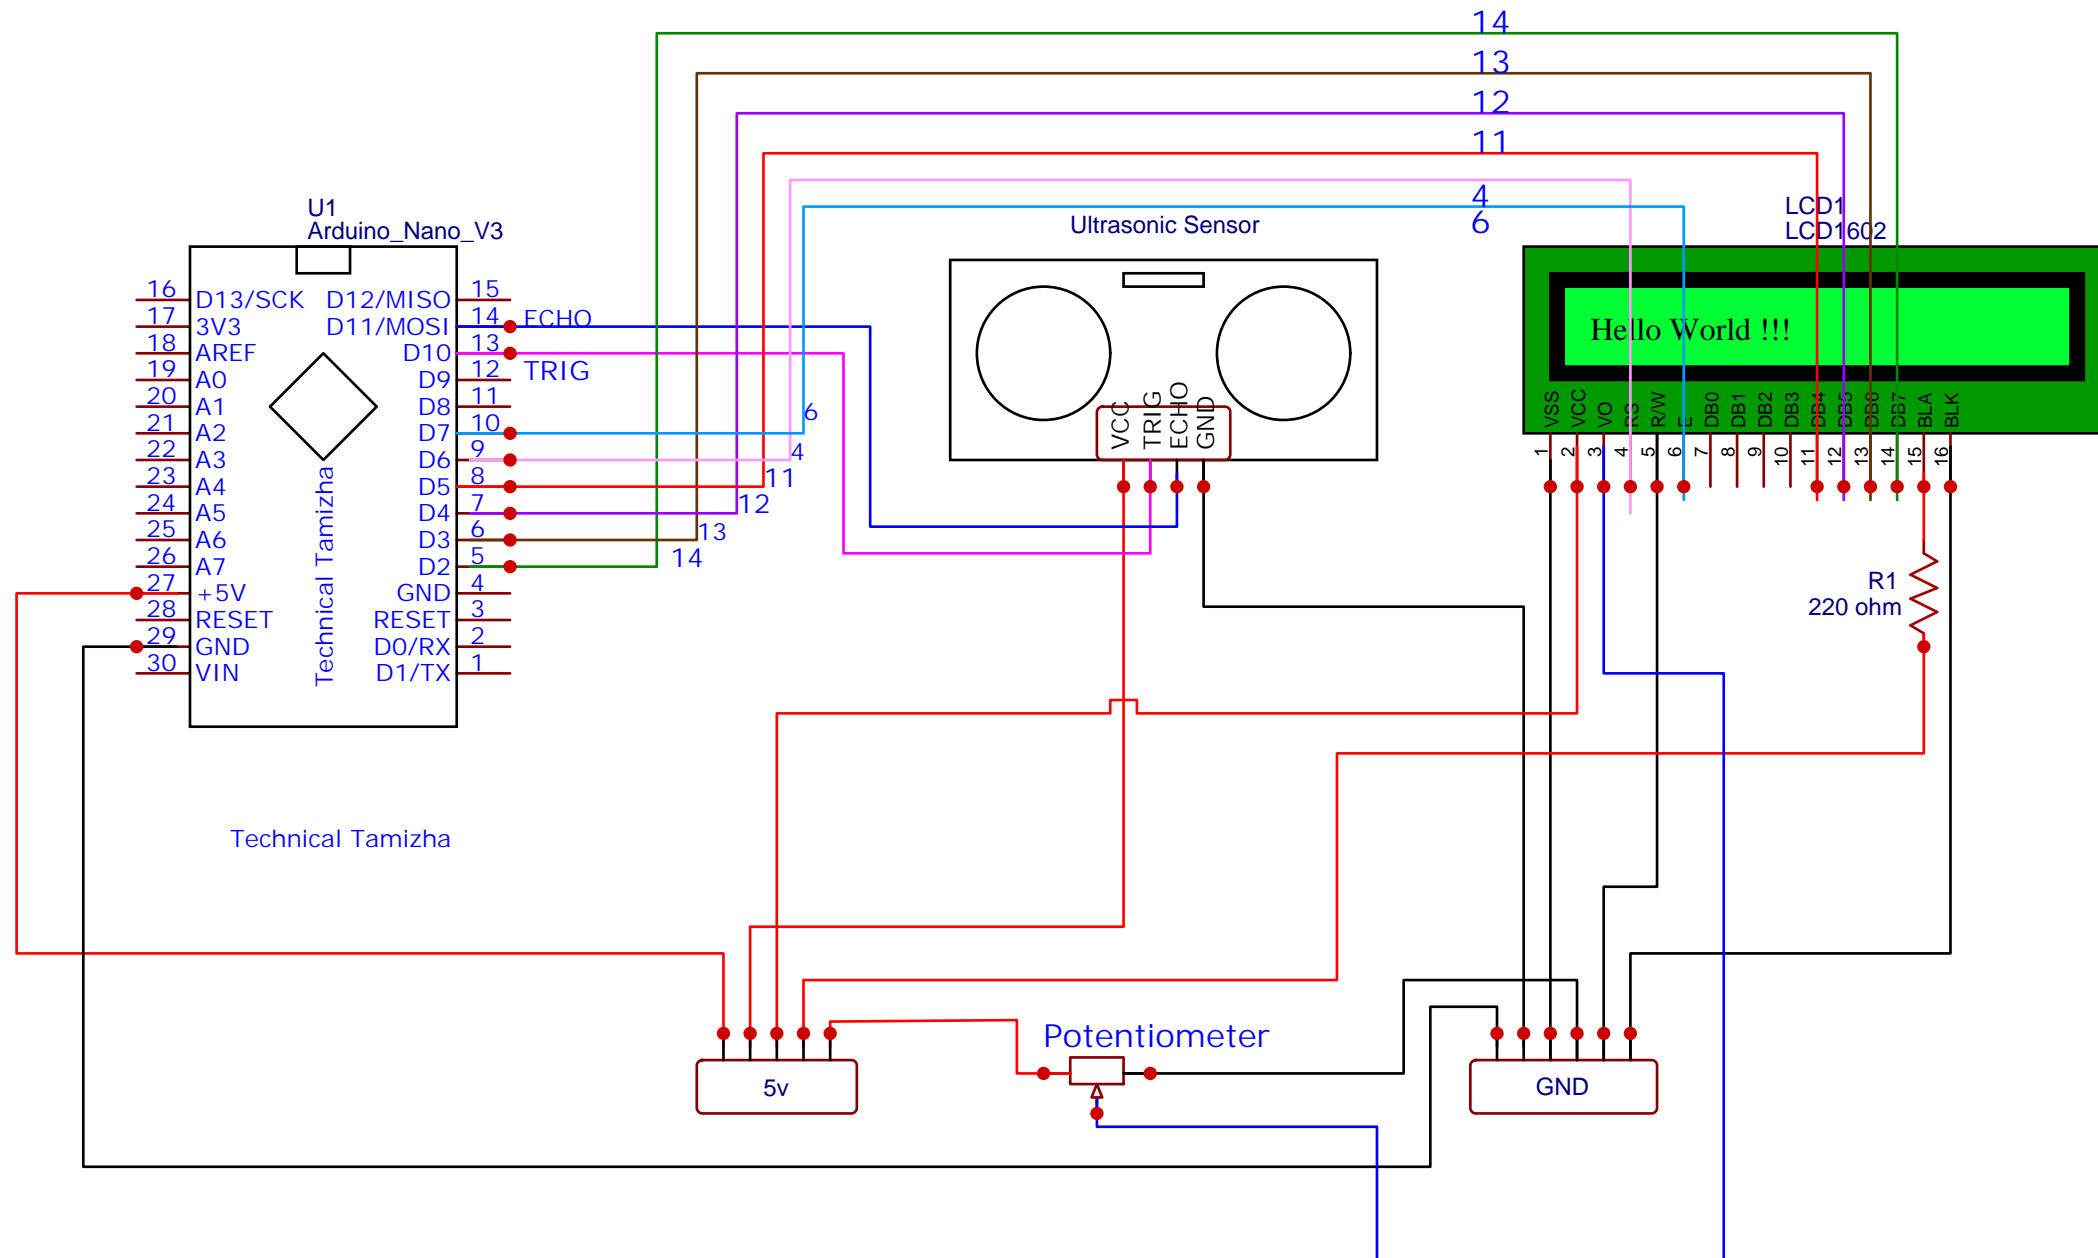 14
13
12
11
4
6
U1
Arduino_Nano_V3
Ultrasonic Sensor
LCD1
LCD1602
16 D13/SCK D12/MISO 15
17 3V3 D11/MOSI 14 ECHO
18 AREF D10 13
TRIG
19 A0 D9 12
20 A1 D8 11
21 A2 D7 10
6
22 A3 D6 9
4
23 A4 D5 8
11
24 A5 D4 7
12
25 A6 D3 6
13
26 A7 D2 5
14
27 +5V GND 4
28 RESET RESET 3
29 GND D0/RX 2
30 VIN D1/TX 1
Technical Tamizha
VCC
TRIG
ECHO
GND
Hello World !!!
VSS
VCC
VO
RS
R/W
E
DB0
DB1
DB2
DB3
DB4
DB5
DB6
DB7
BLA
BLK
1
2
3
4
5
6
7
8
9
10
11
12
13
14
15
16
R1
220 ohm
Technical Tamizha
Potentiometer
5v
GND